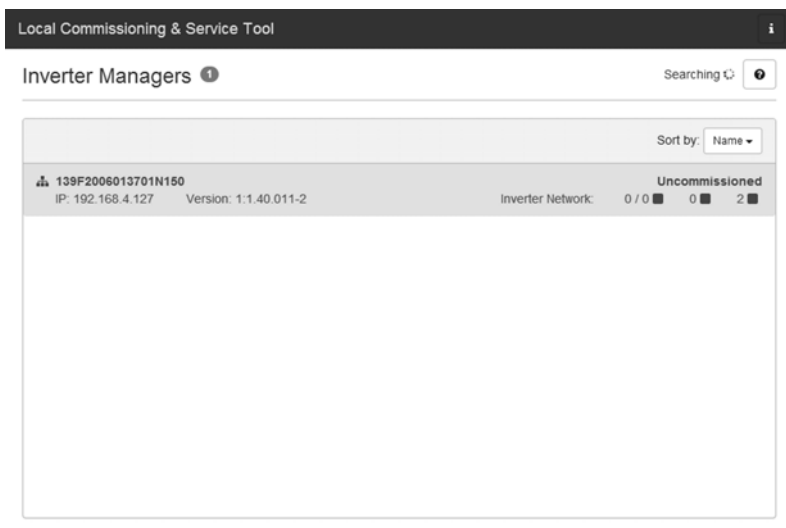 Local Commissioning & Service Tool i
Inverter Managers 1 Searching ?
Sort by: Name
139F2006013701N150 Uncommissioned
IP: 192.168.4.127 Version: 1:1.40.011-2 Inverter Network: 0 / 0 0 2